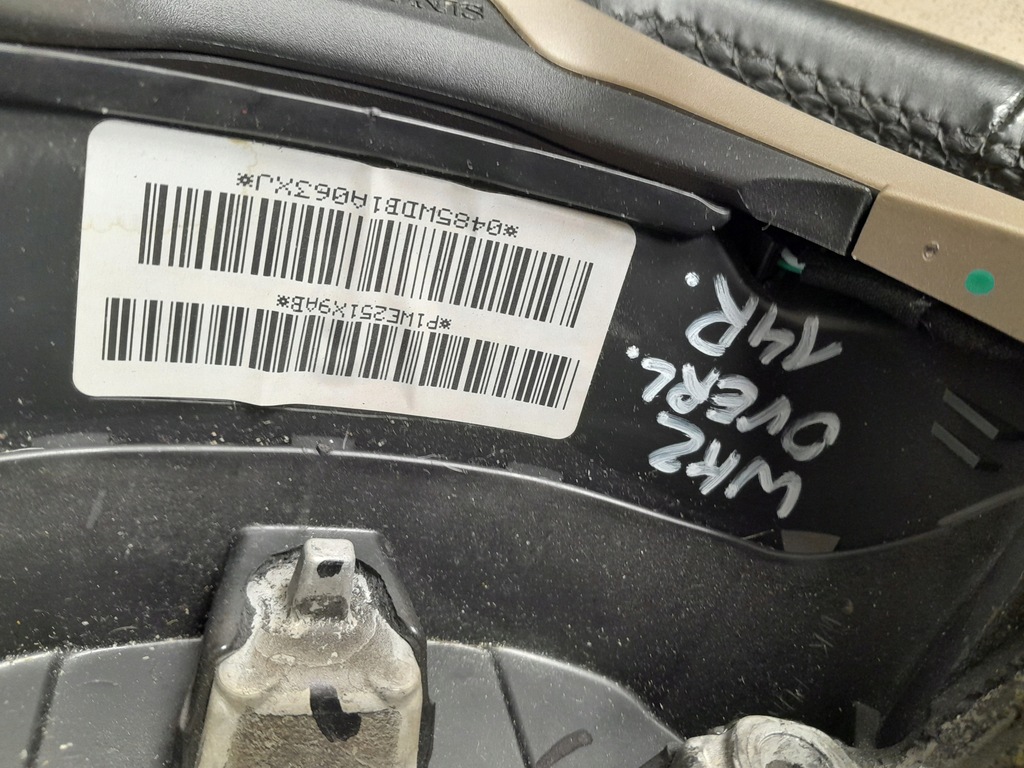 *0485WDB1A063XJ*
*P1WE251X9AB*
WK2
OVERL.
14R.